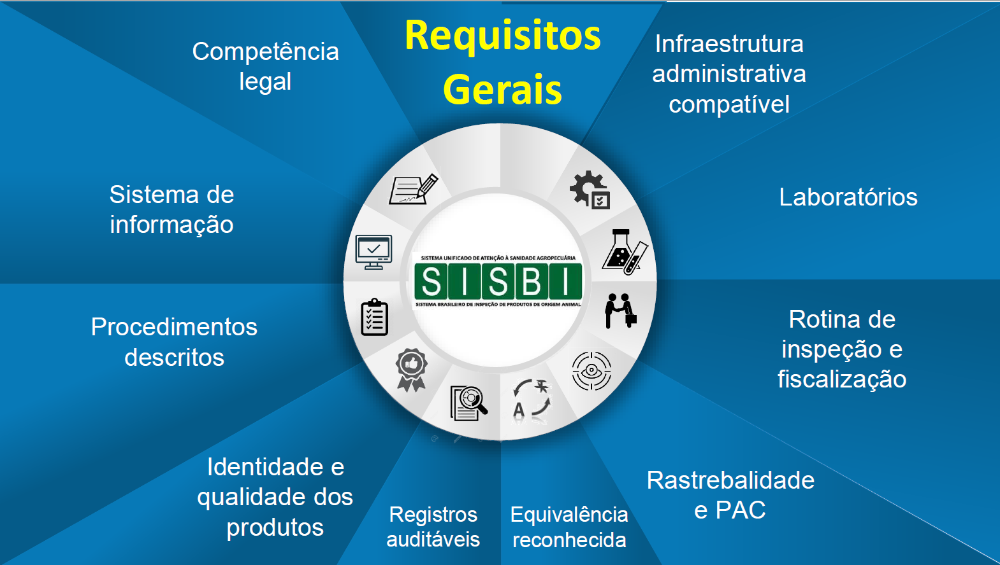 Requisitos
Gerais
Infraestrutura
administrativa
compatível
Laboratórios
Rotina de
inspeção e
fiscalização
Rastrebalidade
e PAC
Equivalência
reconhecida
Registros
auditáveis
Identidade e
qualidade dos
produtos
Procedimentos
descritos
Sistema de
informação
Competência
legal
SISTEMA UNIFICADO DE ATENÇÃO À SANIDADE AGROPECUÁRIA
SISBI
SISTEMA BRASILEIRO DE INSPEÇÃO DE PRODUTOS DE ORIGEM ANIMAL
A